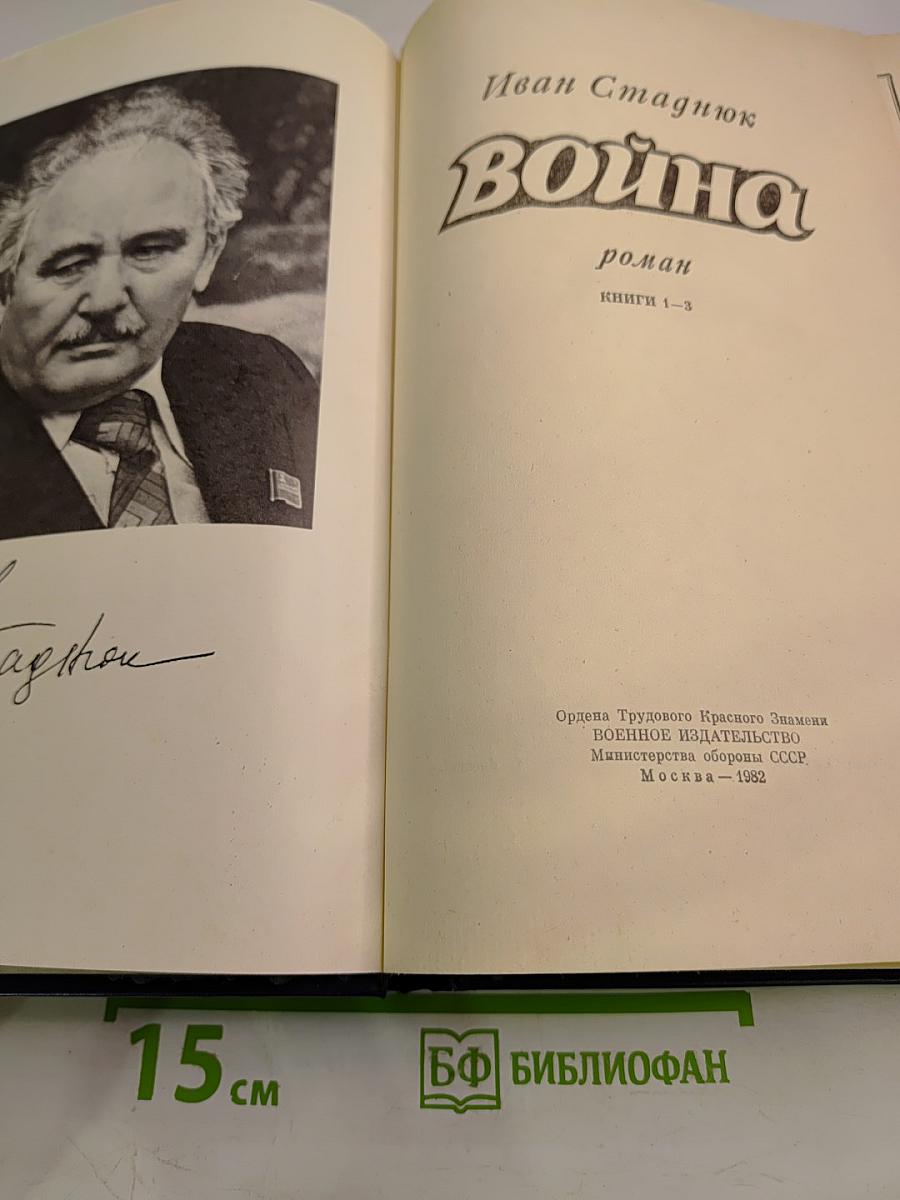 Иван Стаднюк
Война
роман
КНИГИ 1—3
Ордена Трудового Красного Знамени
ВОЕННОЕ ИЗДАТЕЛЬСТВО
Министерства обороны СССР
Москва — 1982
15 см
БФ БИБЛИОФАН